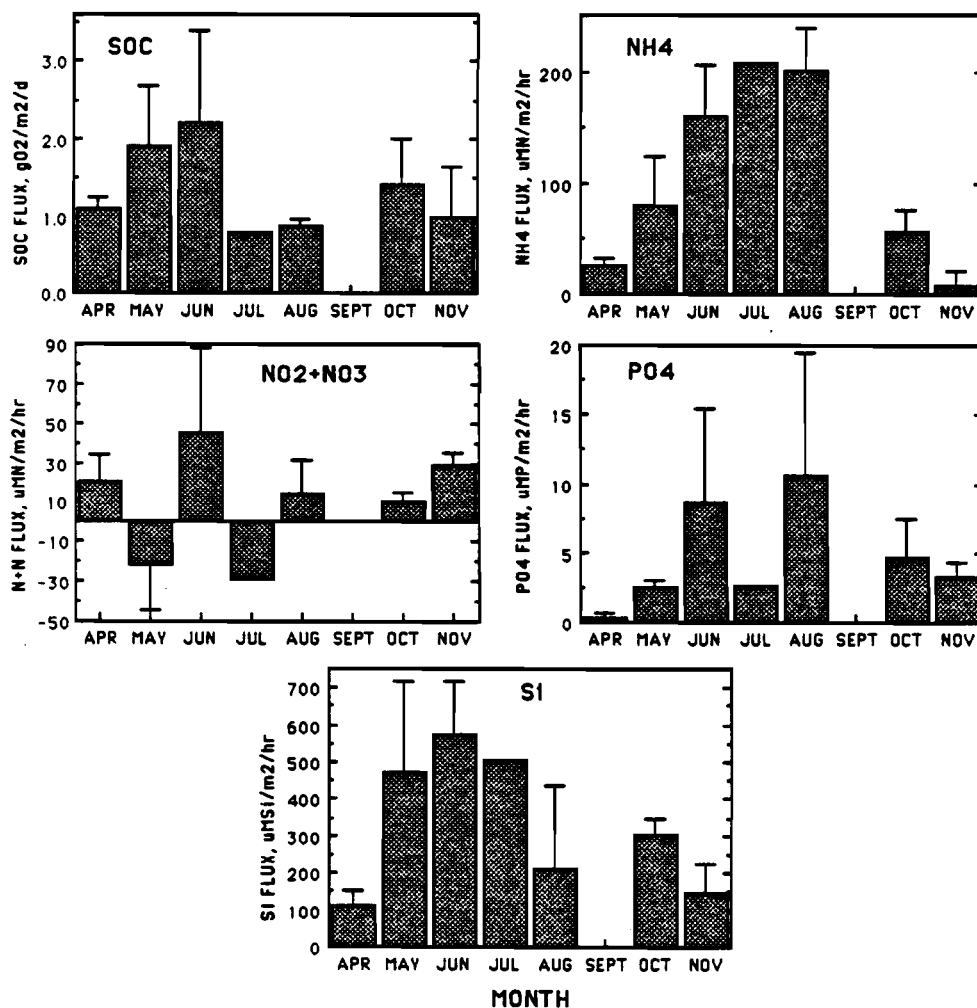 SOC
SOC FLUX, gO2/m2/d
3.0
2.0
1.0
0.0
APR MAY JUN JUL AUG SEPT OCT NOV
NH4
NH4 FLUX, uMN/m2/hr
200
100
0
APR MAY JUN JUL AUG SEPT OCT NOV
NO2+NO3
N+N FLUX, uMN/m2/hr
90
70
50
30
10
-10
-30
-50
APR MAY JUN JUL AUG SEPT OCT NOV
PO4
PO4 FLUX, uMP/m2/hr
20
15
10
5
0
APR MAY JUN JUL AUG SEPT OCT NOV
Si
SI FLUX, uMSi/m2/hr
700
600
500
400
300
200
100
0
APR MAY JUN JUL AUG SEPT OCT NOV
MONTH